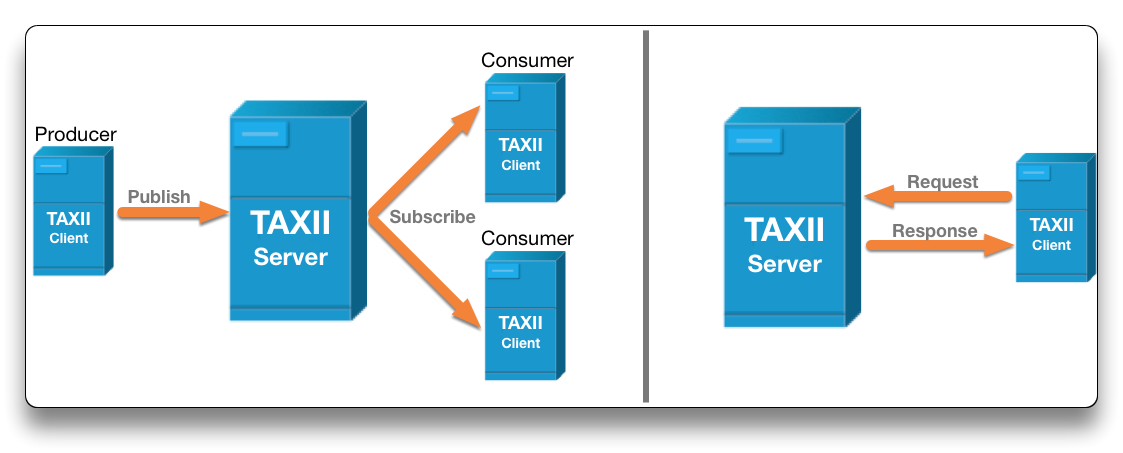 Producer
TAXII
Client
Publish
TAXII
Server
Subscribe
Consumer
TAXII
Client
Consumer
TAXII
Client
TAXII
Server
Request
Response
TAXII
Client